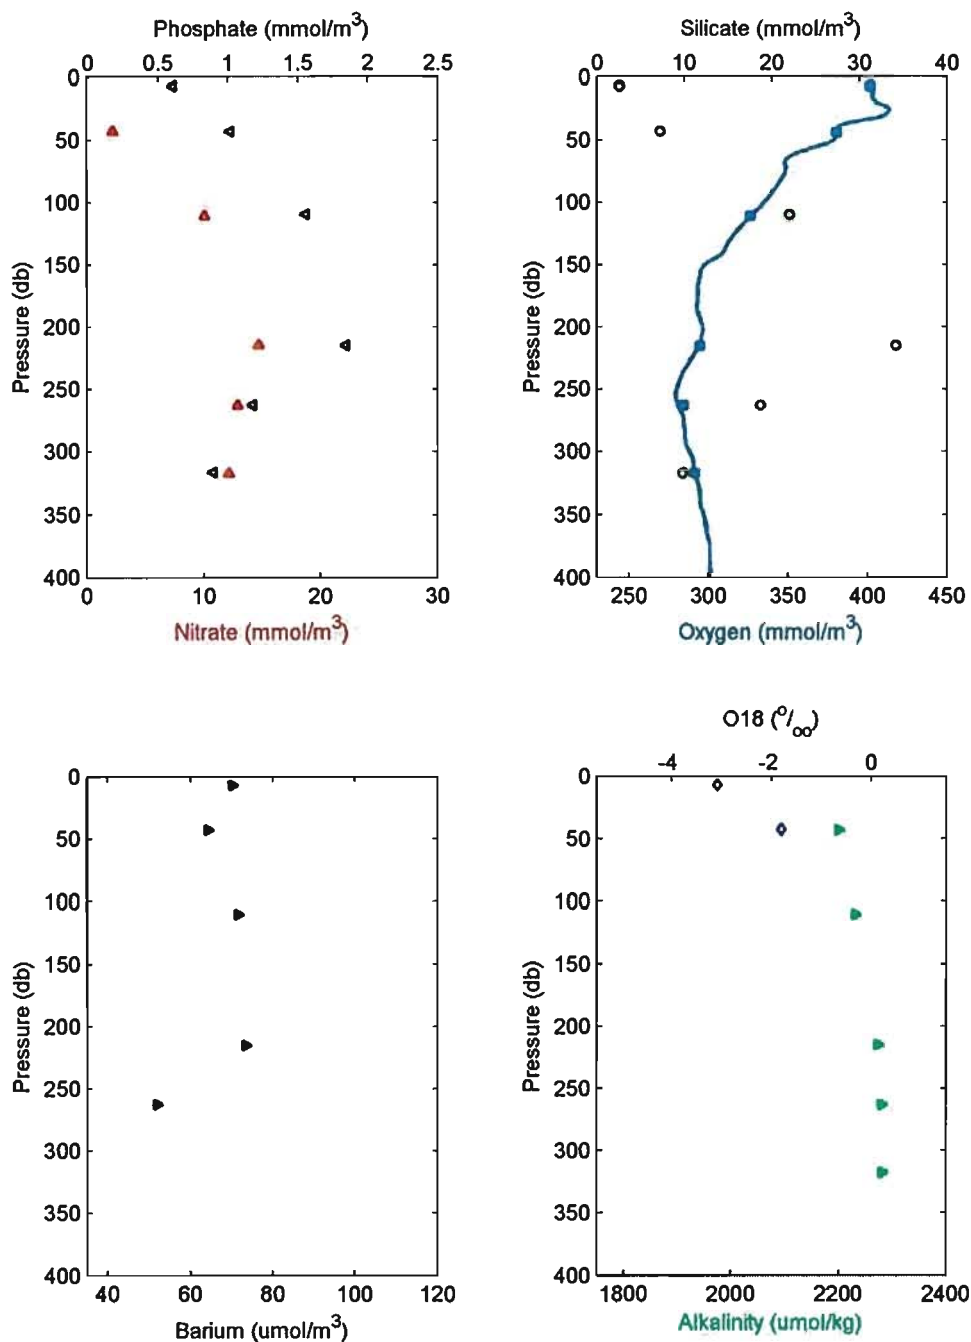 Phosphate (mmol/m³)
0 0.5 1 1.5 2 2.5
0
50
100
150
200
250
300
350
400
Pressure (db)
0 10 20 30
Nitrate (mmol/m³)
Silicate (mmol/m³)
0 10 20 30 40
0
50
100
150
200
250
300
350
400
Pressure (db)
250 300 350 400 450
Oxygen (mmol/m³)
0
50
100
150
200
250
300
350
400
Pressure (db)
40 60 80 100 120
Barium (umol/m³)
O18 (º/ₒₒ)
-4 -2 0
0
50
100
150
200
250
300
350
400
Pressure (db)
1800 2000 2200 2400
Alkalinity (umol/kg)